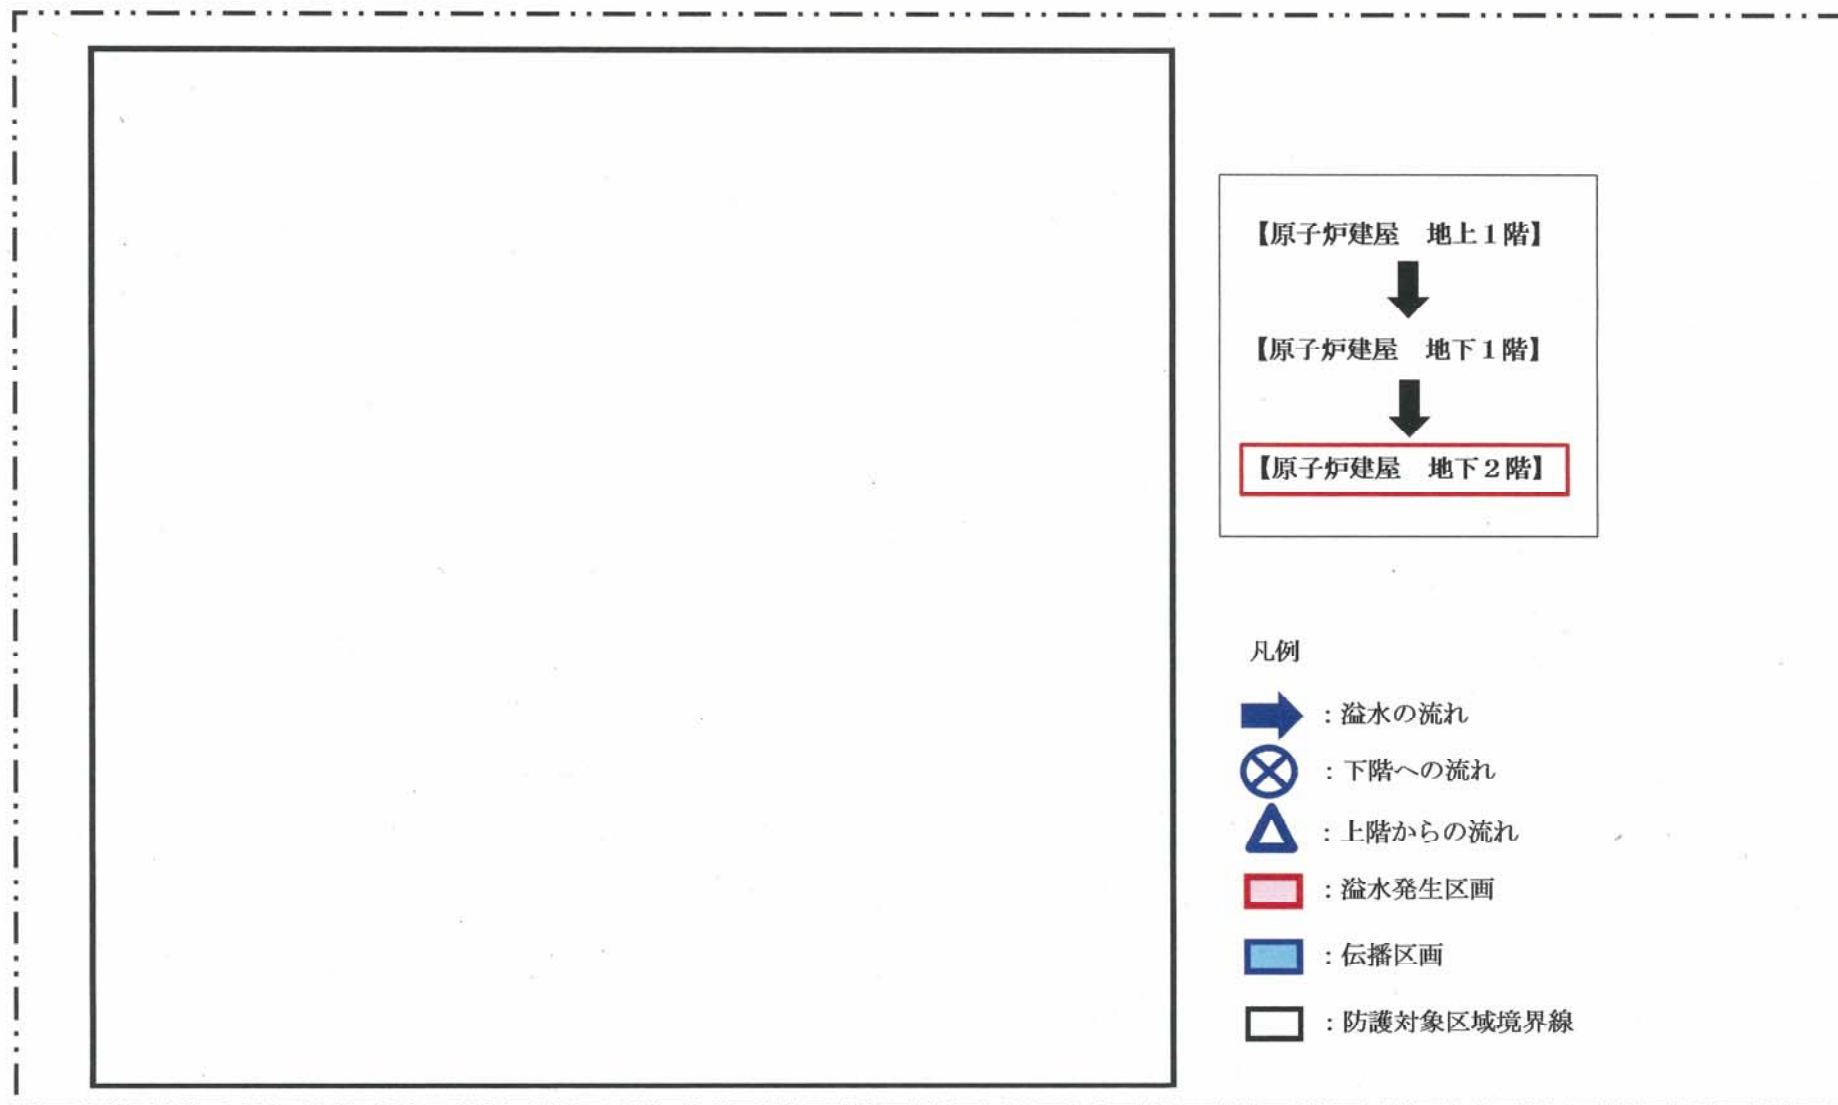 【原子炉建屋　地上１階】
【原子炉建屋　地下１階】
【原子炉建屋　地下２階】
凡例
：溢水の流れ
：下階への流れ
：上階からの流れ
：溢水発生区画
：伝播区画
：防護対象区域境界線